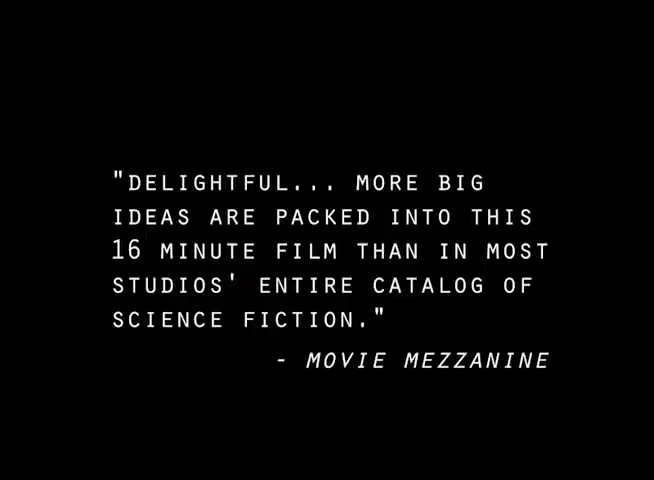 "DELIGHTFUL... MORE BIG
IDEAS ARE PACKED INTO THIS
16 MINUTE FILM THAN IN MOST
STUDIOS' ENTIRE CATALOG OF
SCIENCE FICTION."
- MOVIE MEZZANINE